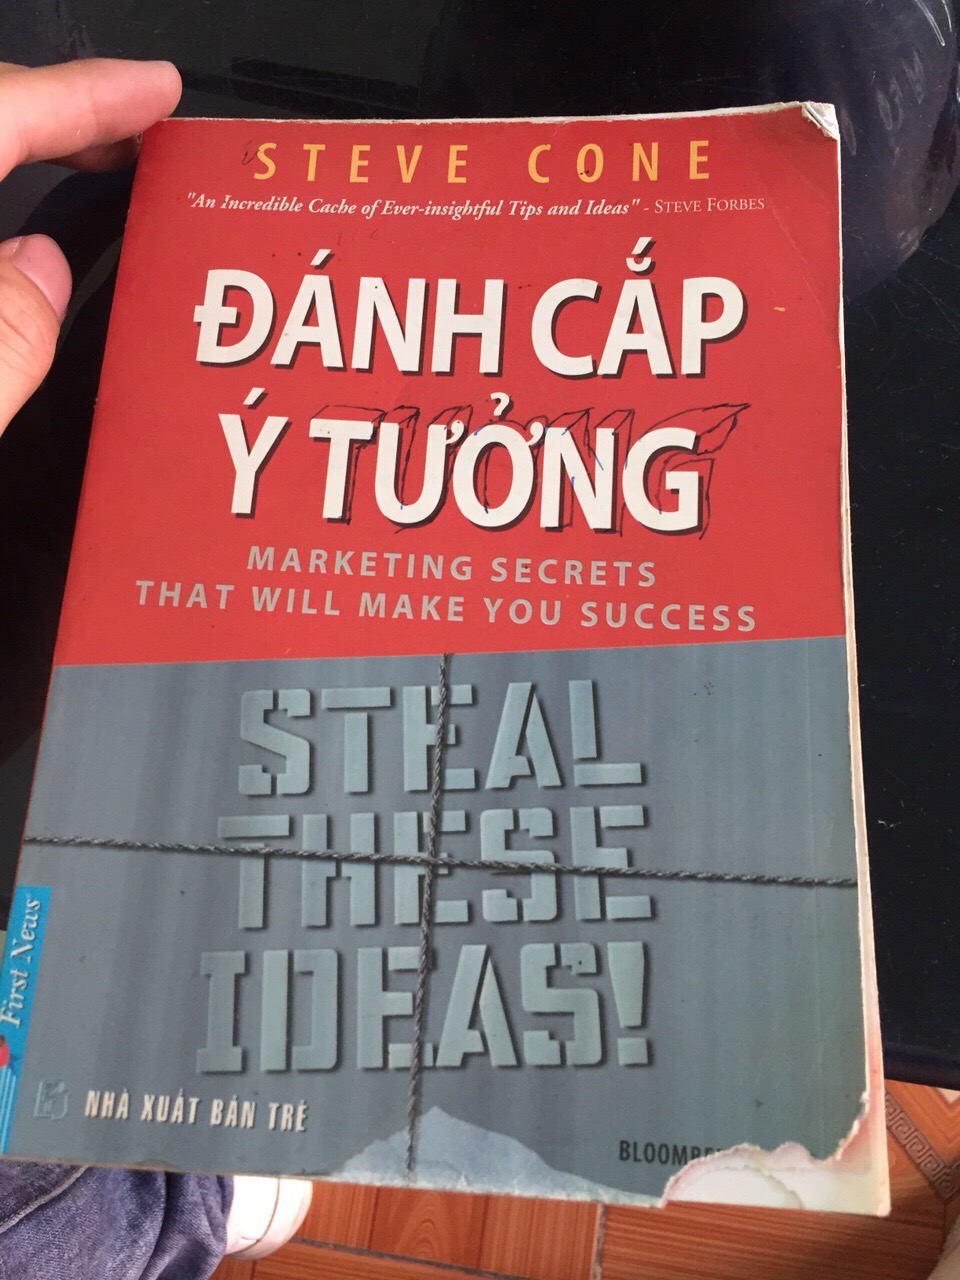 STEVE CONE
"An Incredible Cache of Ever-insightful Tips and Ideas" - STEVE FORBES
ĐÁNH CẮP
Ý TƯỞNG
MARKETING SECRETS
THAT WILL MAKE YOU SUCCESS
STEAL
THESE
IDEAS!
First News
NHÀ XUẤT BẢN TRẺ